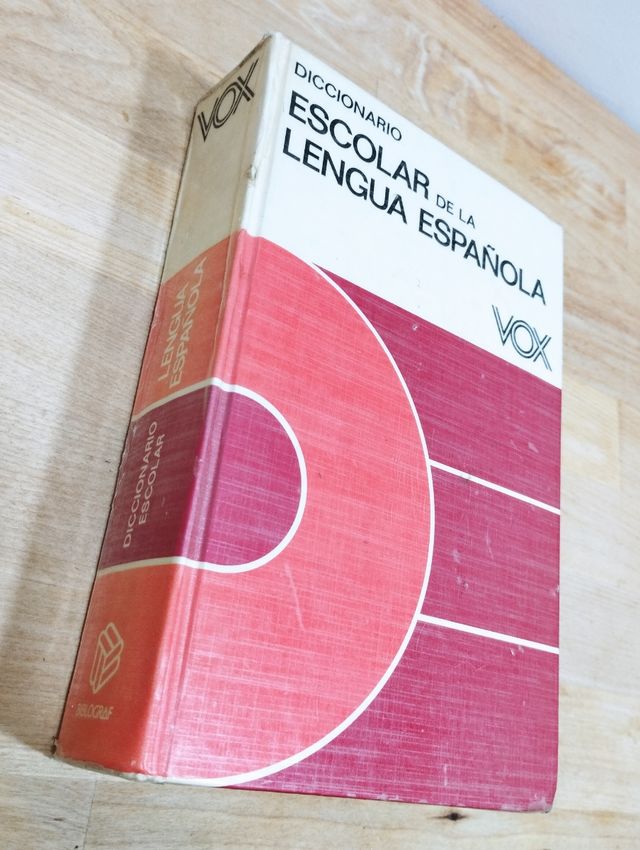 DICCIONARIO
ESCOLAR DE LA
LENGUA ESPAÑOLA
VOX
VOX
LENGUA
ESPAÑOLA
DICCIONARIO
ESCOLAR
BIBLOGRAF